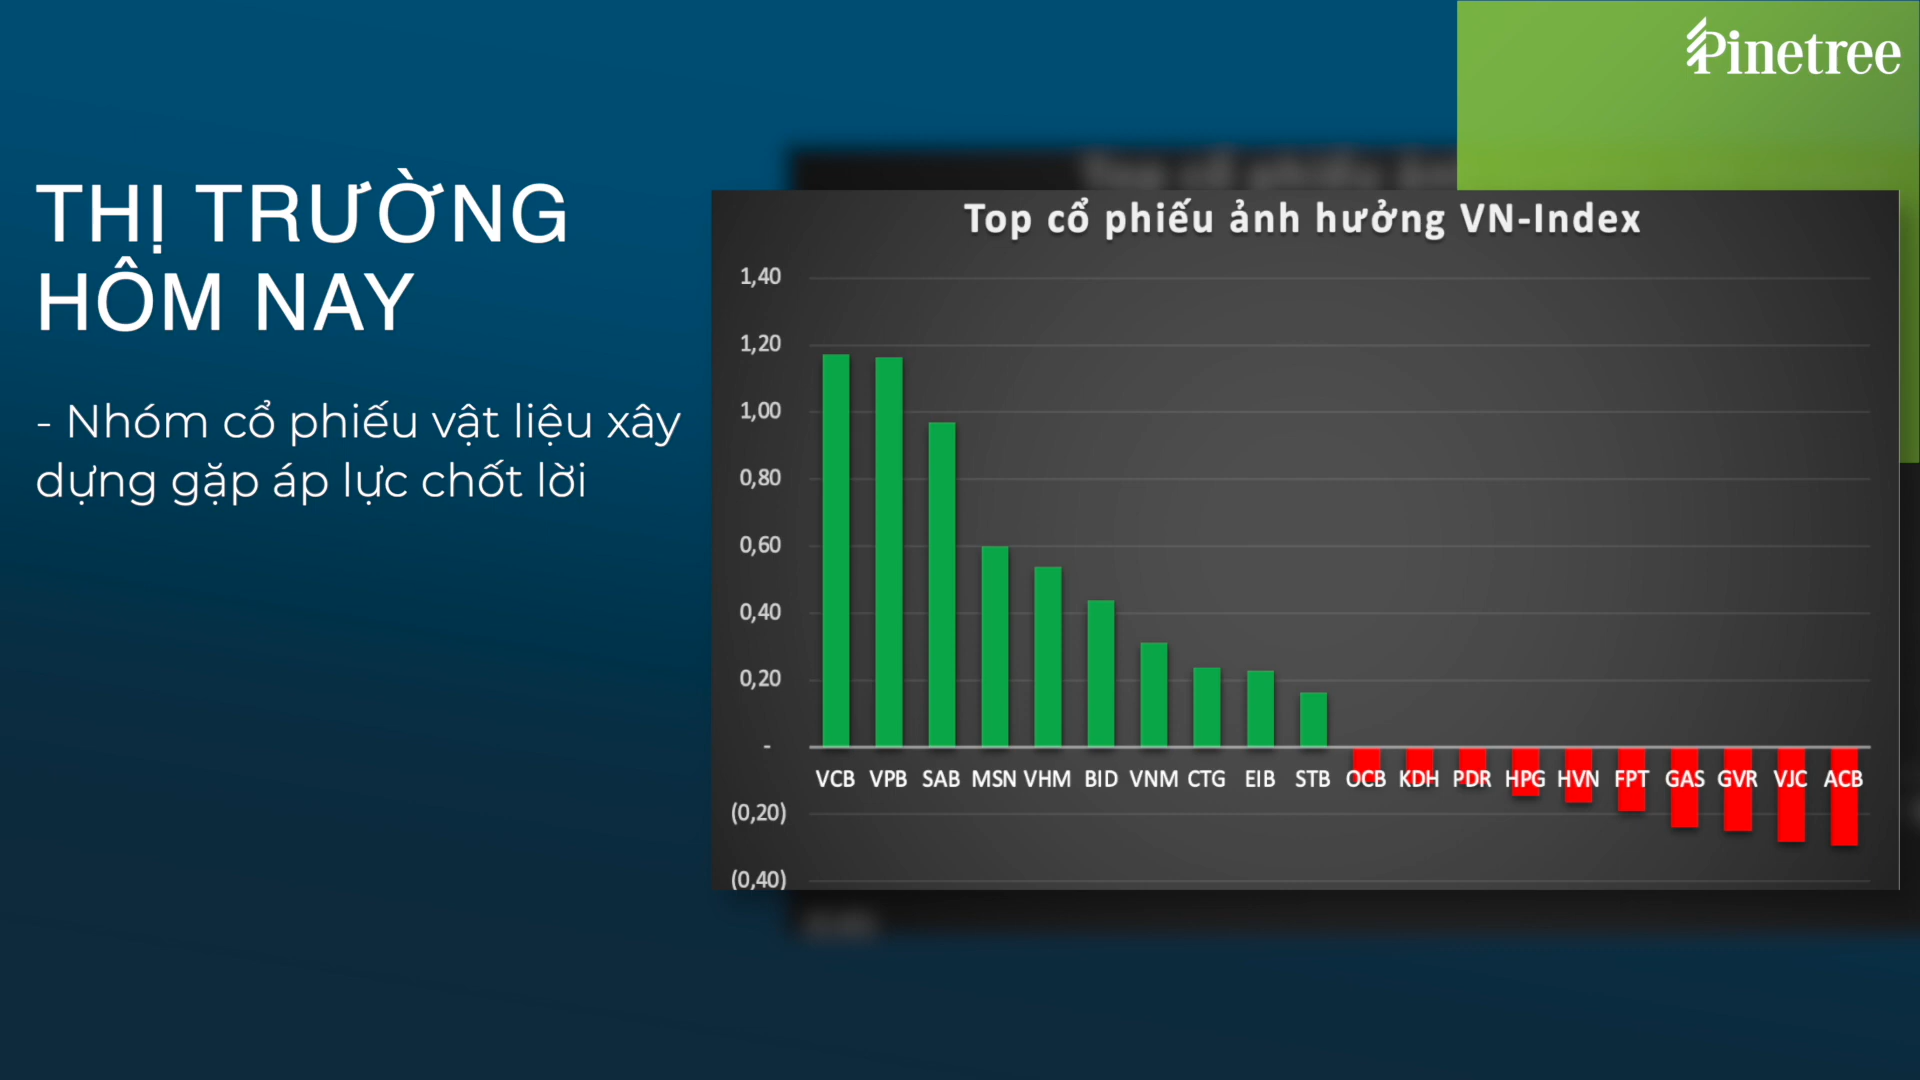 Pinetree
THỊ TRƯỜNG
HÔM NAY
- Nhóm cổ phiếu vật liệu xây
dựng gặp áp lực chốt lời
Top cổ phiếu ảnh hưởng VN-Index
1,40
1,20
1,00
0,80
0,60
0,40
0,20
-
VCB VPB SAB MSN VHM BID VNM CTG EIB STB OCB KDH PDR HPG HVN FPT GAS GVR VJC ACB
(0,20)
(0,40)